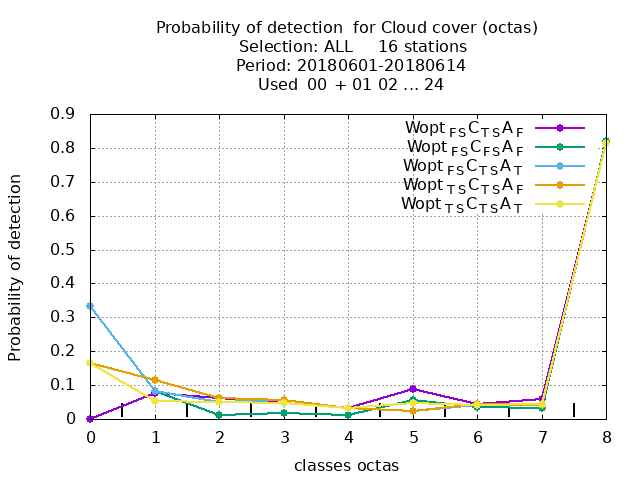 Probability of detection  for Cloud cover (octas)
Selection: ALL     16 stations
Period: 20180601-20180614
Used  00 + 01 02 ... 24
0.9
0.8
0.7
0.6
0.5
0.4
0.3
0.2
0.1
0
Probability of detection
Wopt FS C TS A F
Wopt FS C FS A F
Wopt FS C TS A T
Wopt TS C TS A F
Wopt TS C TS A T
0 1 2 3 4 5 6 7 8
classes octas